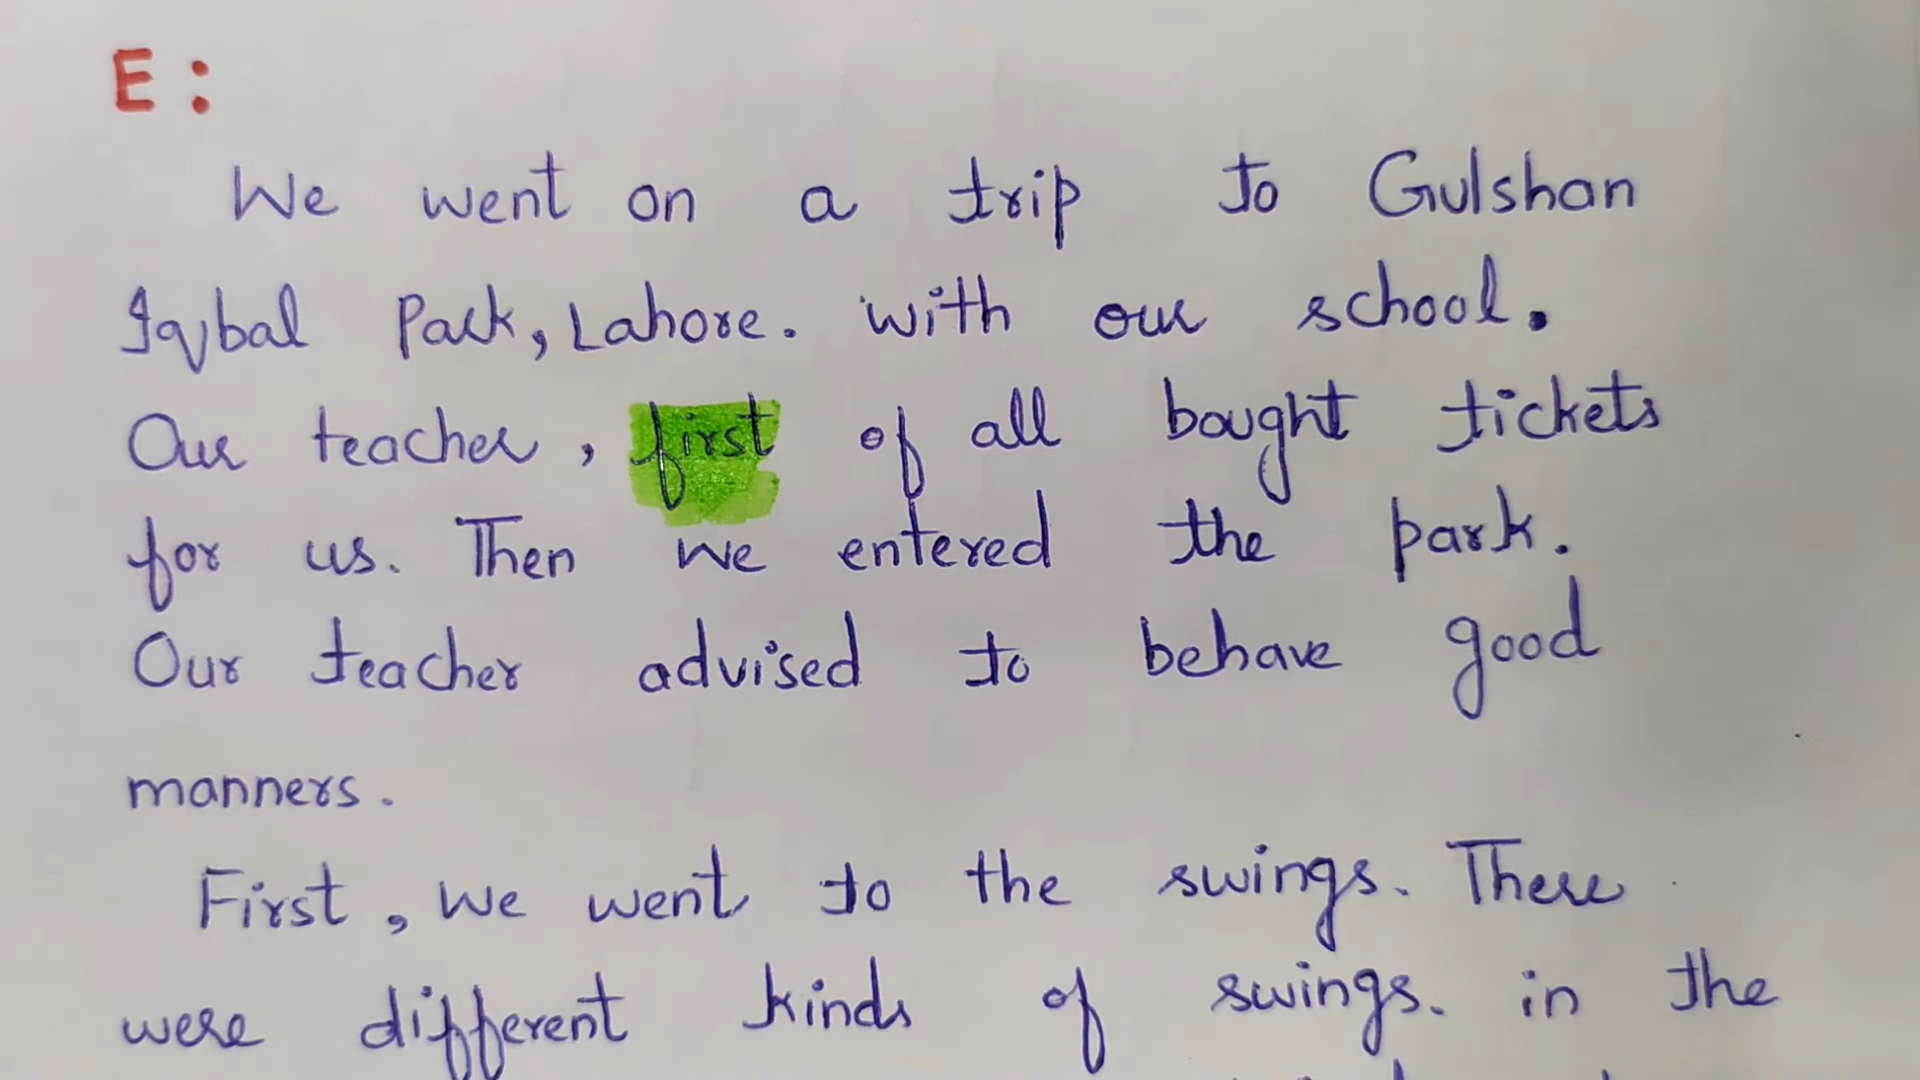 E:
We went on a trip to Gulshan
Iqbal Park, Lahore. with our school.
Our teacher, first of all bought tickets
for us. Then we entered the park.
Our teacher advised to behave good
manners.
First, we went to the swings. There
were different kinds of swings. in the